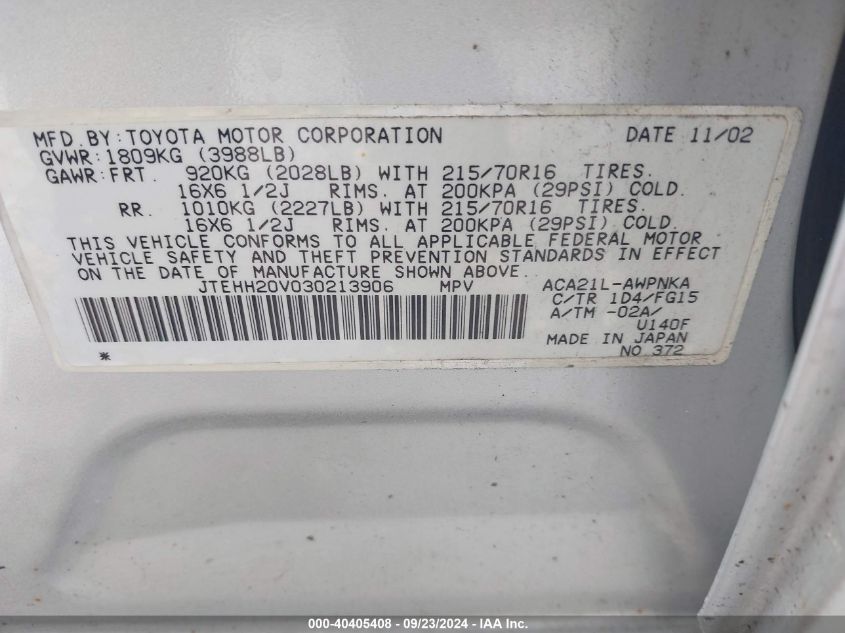 MFD.BY:TOYOTA MOTOR CORPORATION DATE 11/02
GVWR:1809KG (3988LB)
GAWR:FRT. 920KG (2028LB) WITH 215/70R16 TIRES.
16X6 1/2J RIMS. AT 200KPA (29PSI) COLD.
RR. 1010KG (2227LB) WITH 215/70R16 TIRES.
16X6 1/2J RIMS. AT 200KPA (29PSI) COLD.
THIS VEHICLE CONFORMS TO ALL APPLICABLE FEDERAL MOTOR
VEHICLE SAFETY AND THEFT PREVENTION STANDARDS IN EFFECT
ON THE DATE OF MANUFACTURE SHOWN ABOVE.
JTEHH20V030213906 MPV ACA21L-AWPNKA
C/TR 1D4/FG15
A/TM -02A/
U140F
MADE IN JAPAN
* NO 372
000-40405408 - 09/23/2024 - IAA Inc.